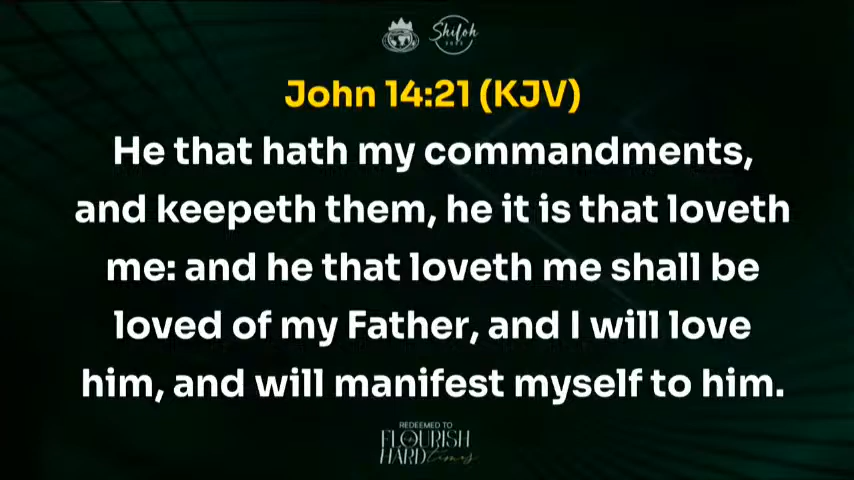 Shiloh
John 14:21 (KJV)
He that hath my commandments,
and keepeth them, he it is that loveth
me: and he that loveth me shall be
loved of my Father, and I will love
him, and will manifest myself to him.
REDEEMED TO
FLOURISH
HARD times